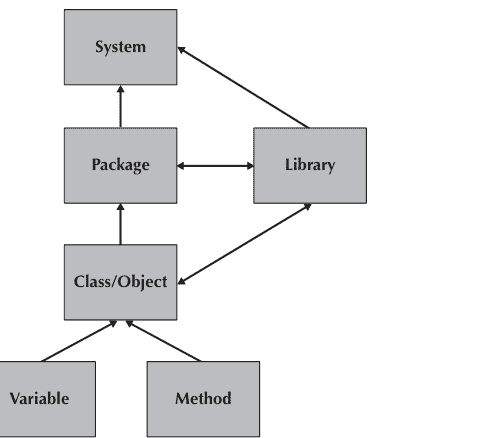 System
Package
Library
Class/Object
Variable
Method